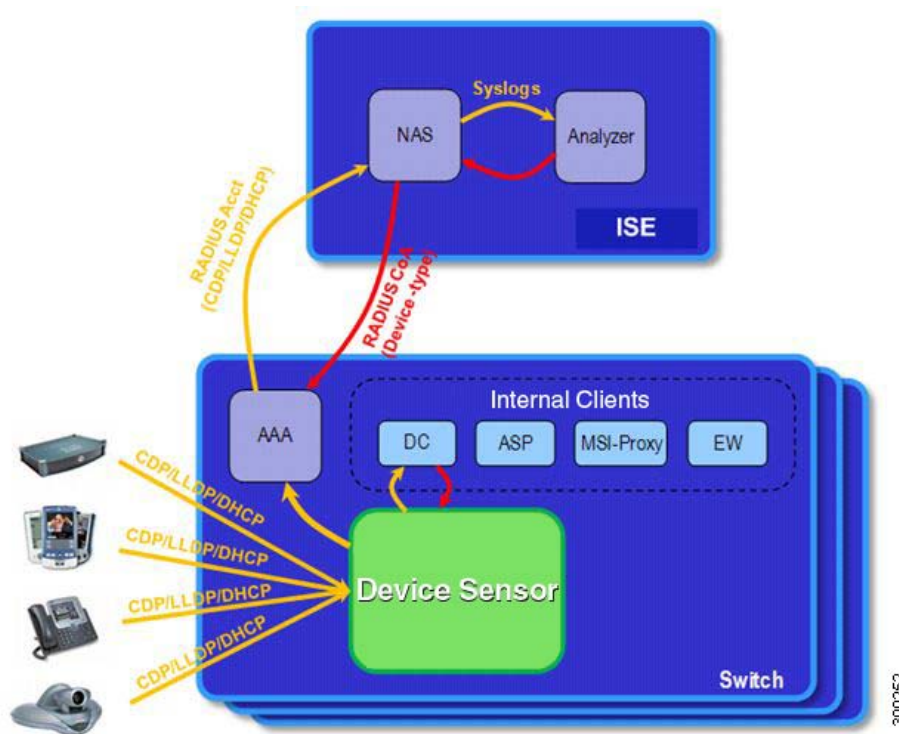 Syslogs
NAS
Analyzer
ISE
RADIUS Acct
(CDP/LLDP/DHCP)
RADIUS CoA
(Device -type)
Internal Clients
AAA
DC
ASP
MSI-Proxy
EW
CDP/LLDP/DHCP
CDP/LLDP/DHCP
CDP/LLDP/DHCP
CDP/LLDP/DHCP
Device Sensor
Switch